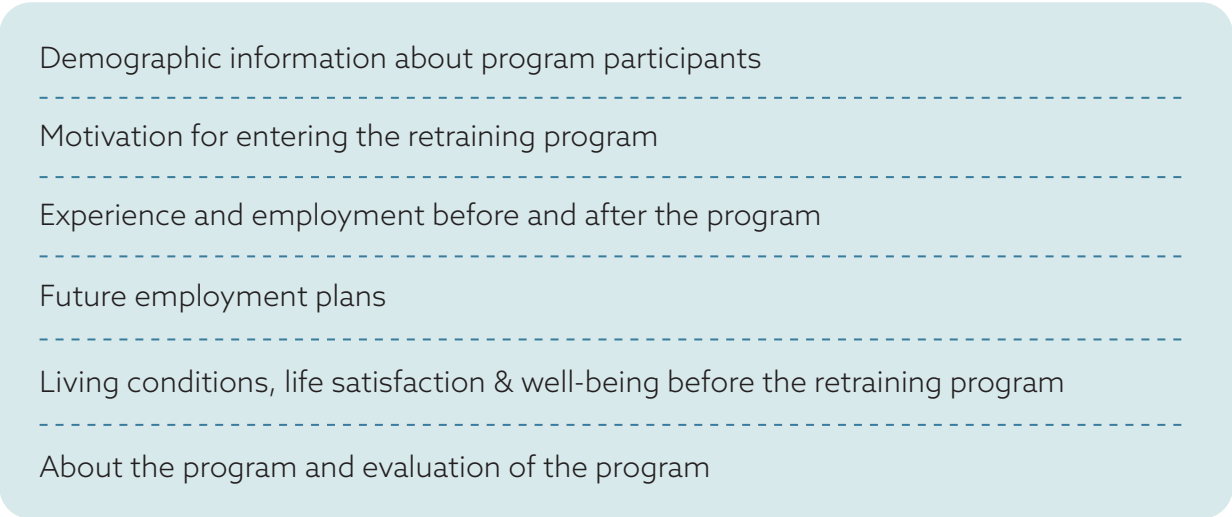 Demographic information about program participants
Motivation for entering the retraining program
Experience and employment before and after the program
Future employment plans
Living conditions, life satisfaction & well-being before the retraining program
About the program and evaluation of the program